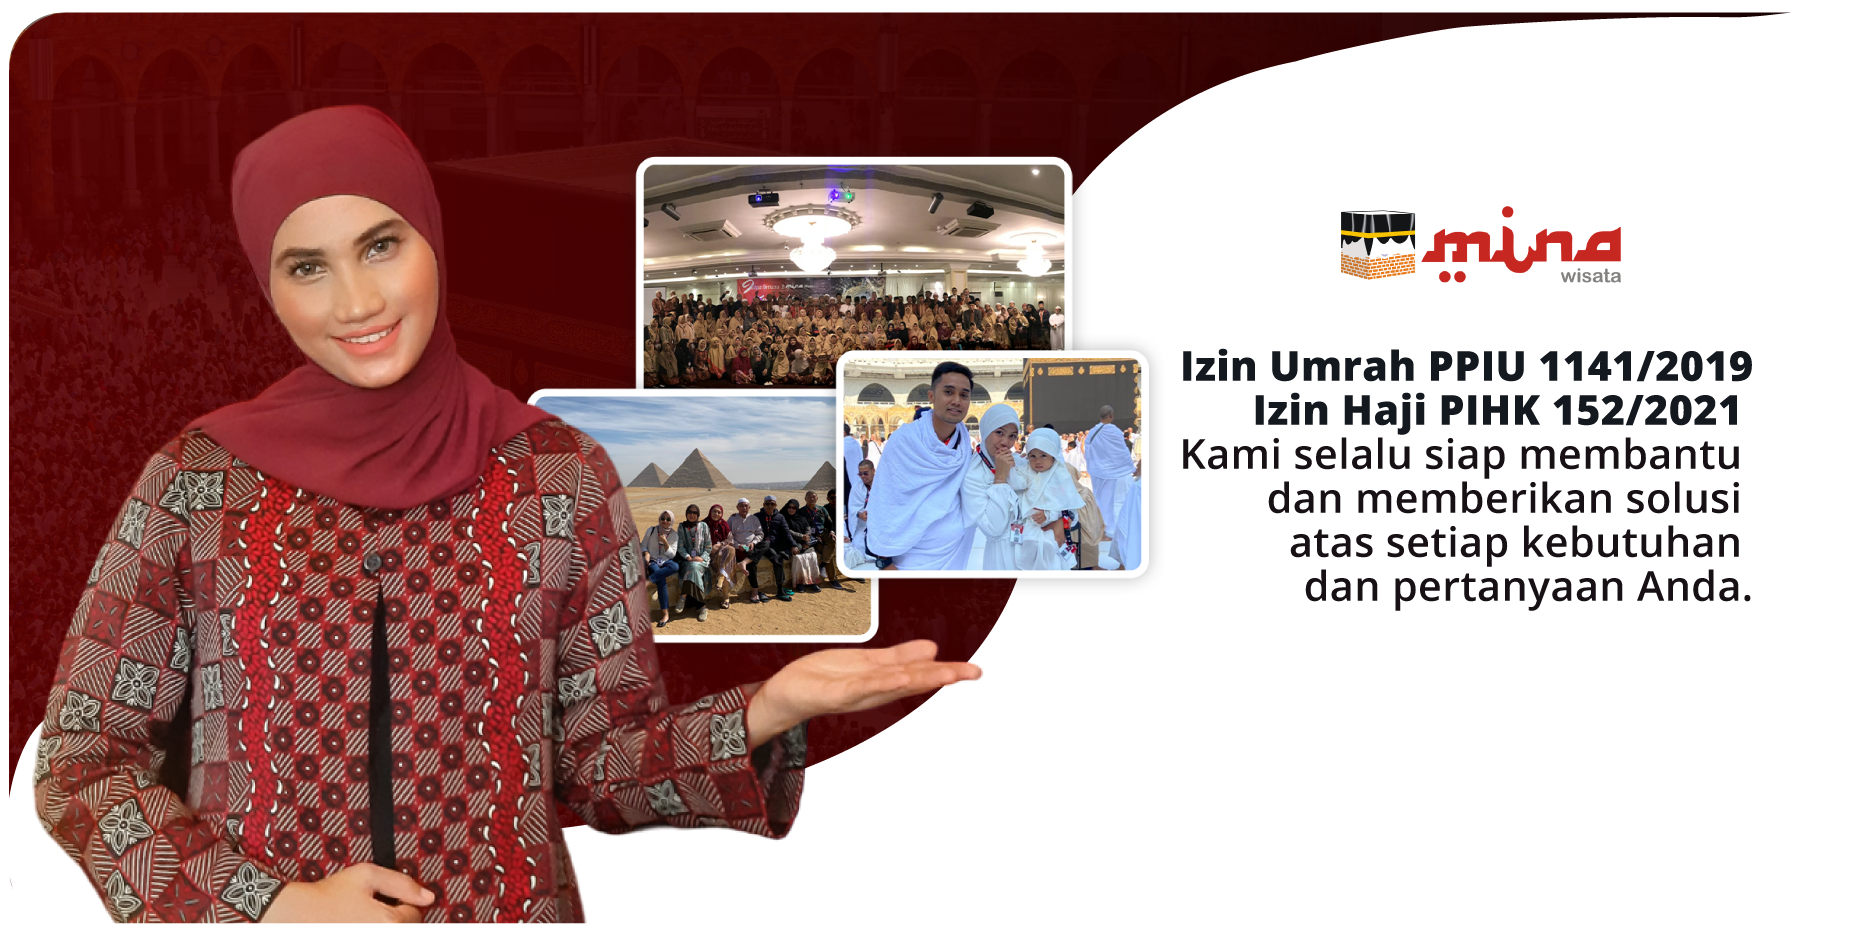 mina
wisata
Izin Umrah PPIU 1141/2019
Izin Haji PIHK 152/2021
Kami selalu siap membantu
dan memberikan solusi
atas setiap kebutuhan
dan pertanyaan Anda.